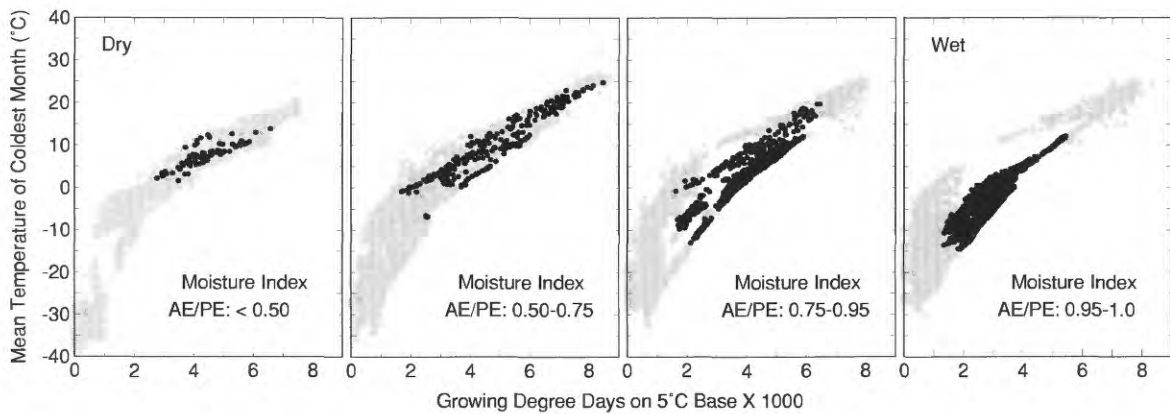 Mean Temperature of Coldest Month (°C)
40
30
20
10
0
-10
-20
-30
-40
Dry
Moisture Index
AE/PE: < 0.50
0 2 4 6 8
Moisture Index
AE/PE: 0.50-0.75
0 2 4 6 8
Moisture Index
AE/PE: 0.75-0.95
0 2 4 6 8
Wet
Moisture Index
AE/PE: 0.95-1.0
0 2 4 6 8
Growing Degree Days on 5°C Base X 1000